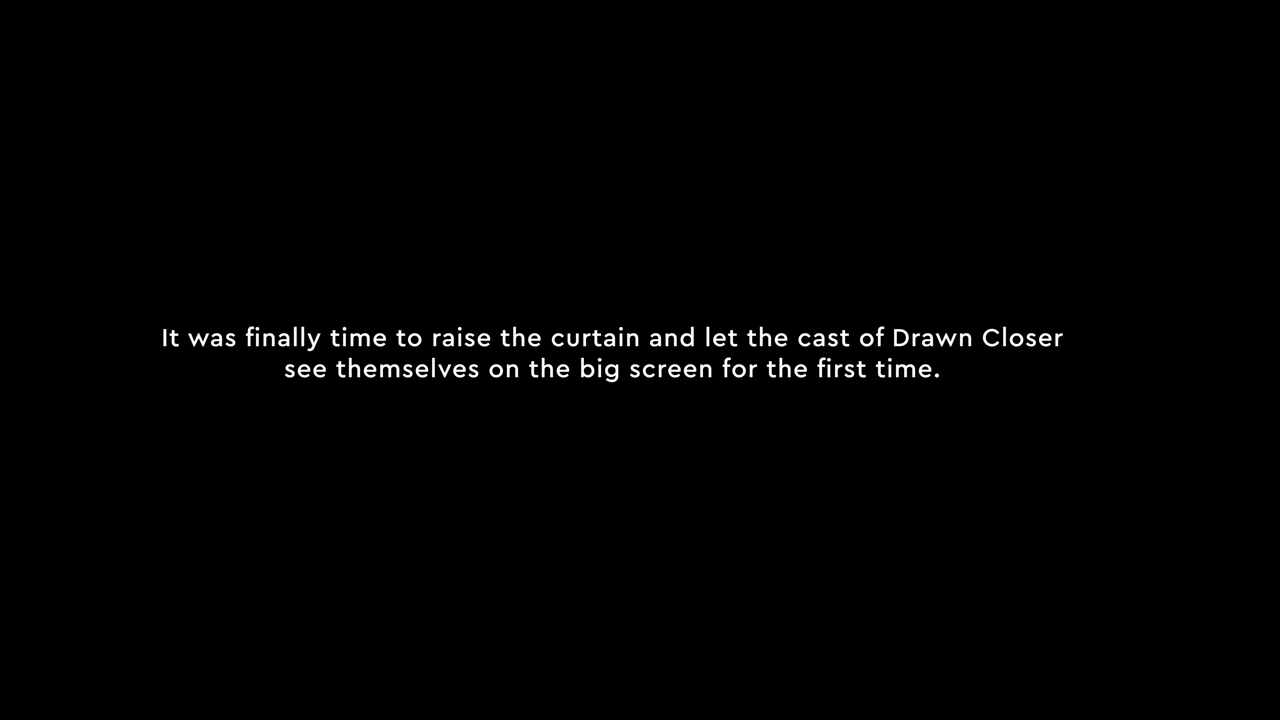 It was finally time to raise the curtain and let the cast of Drawn Closer
see themselves on the big screen for the first time.